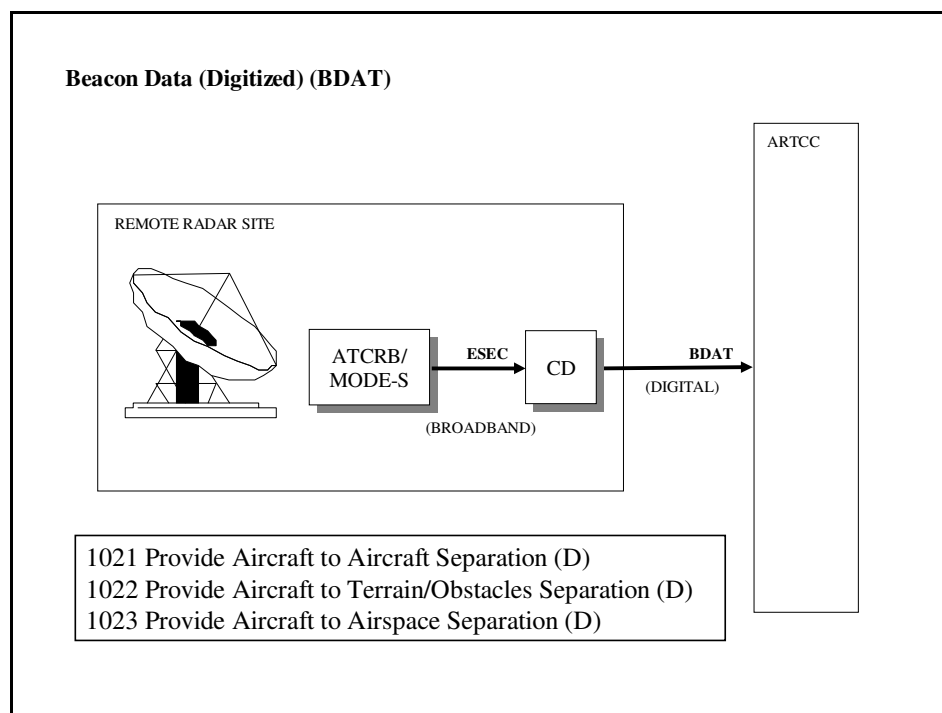 Beacon Data (Digitized) (BDAT)
ARTCC
REMOTE RADAR SITE
ATCRB/
MODE-S
ESEC
(BROADBAND)
CD
BDAT
(DIGITAL)
1021 Provide Aircraft to Aircraft Separation (D)
1022 Provide Aircraft to Terrain/Obstacles Separation (D)
1023 Provide Aircraft to Airspace Separation (D)